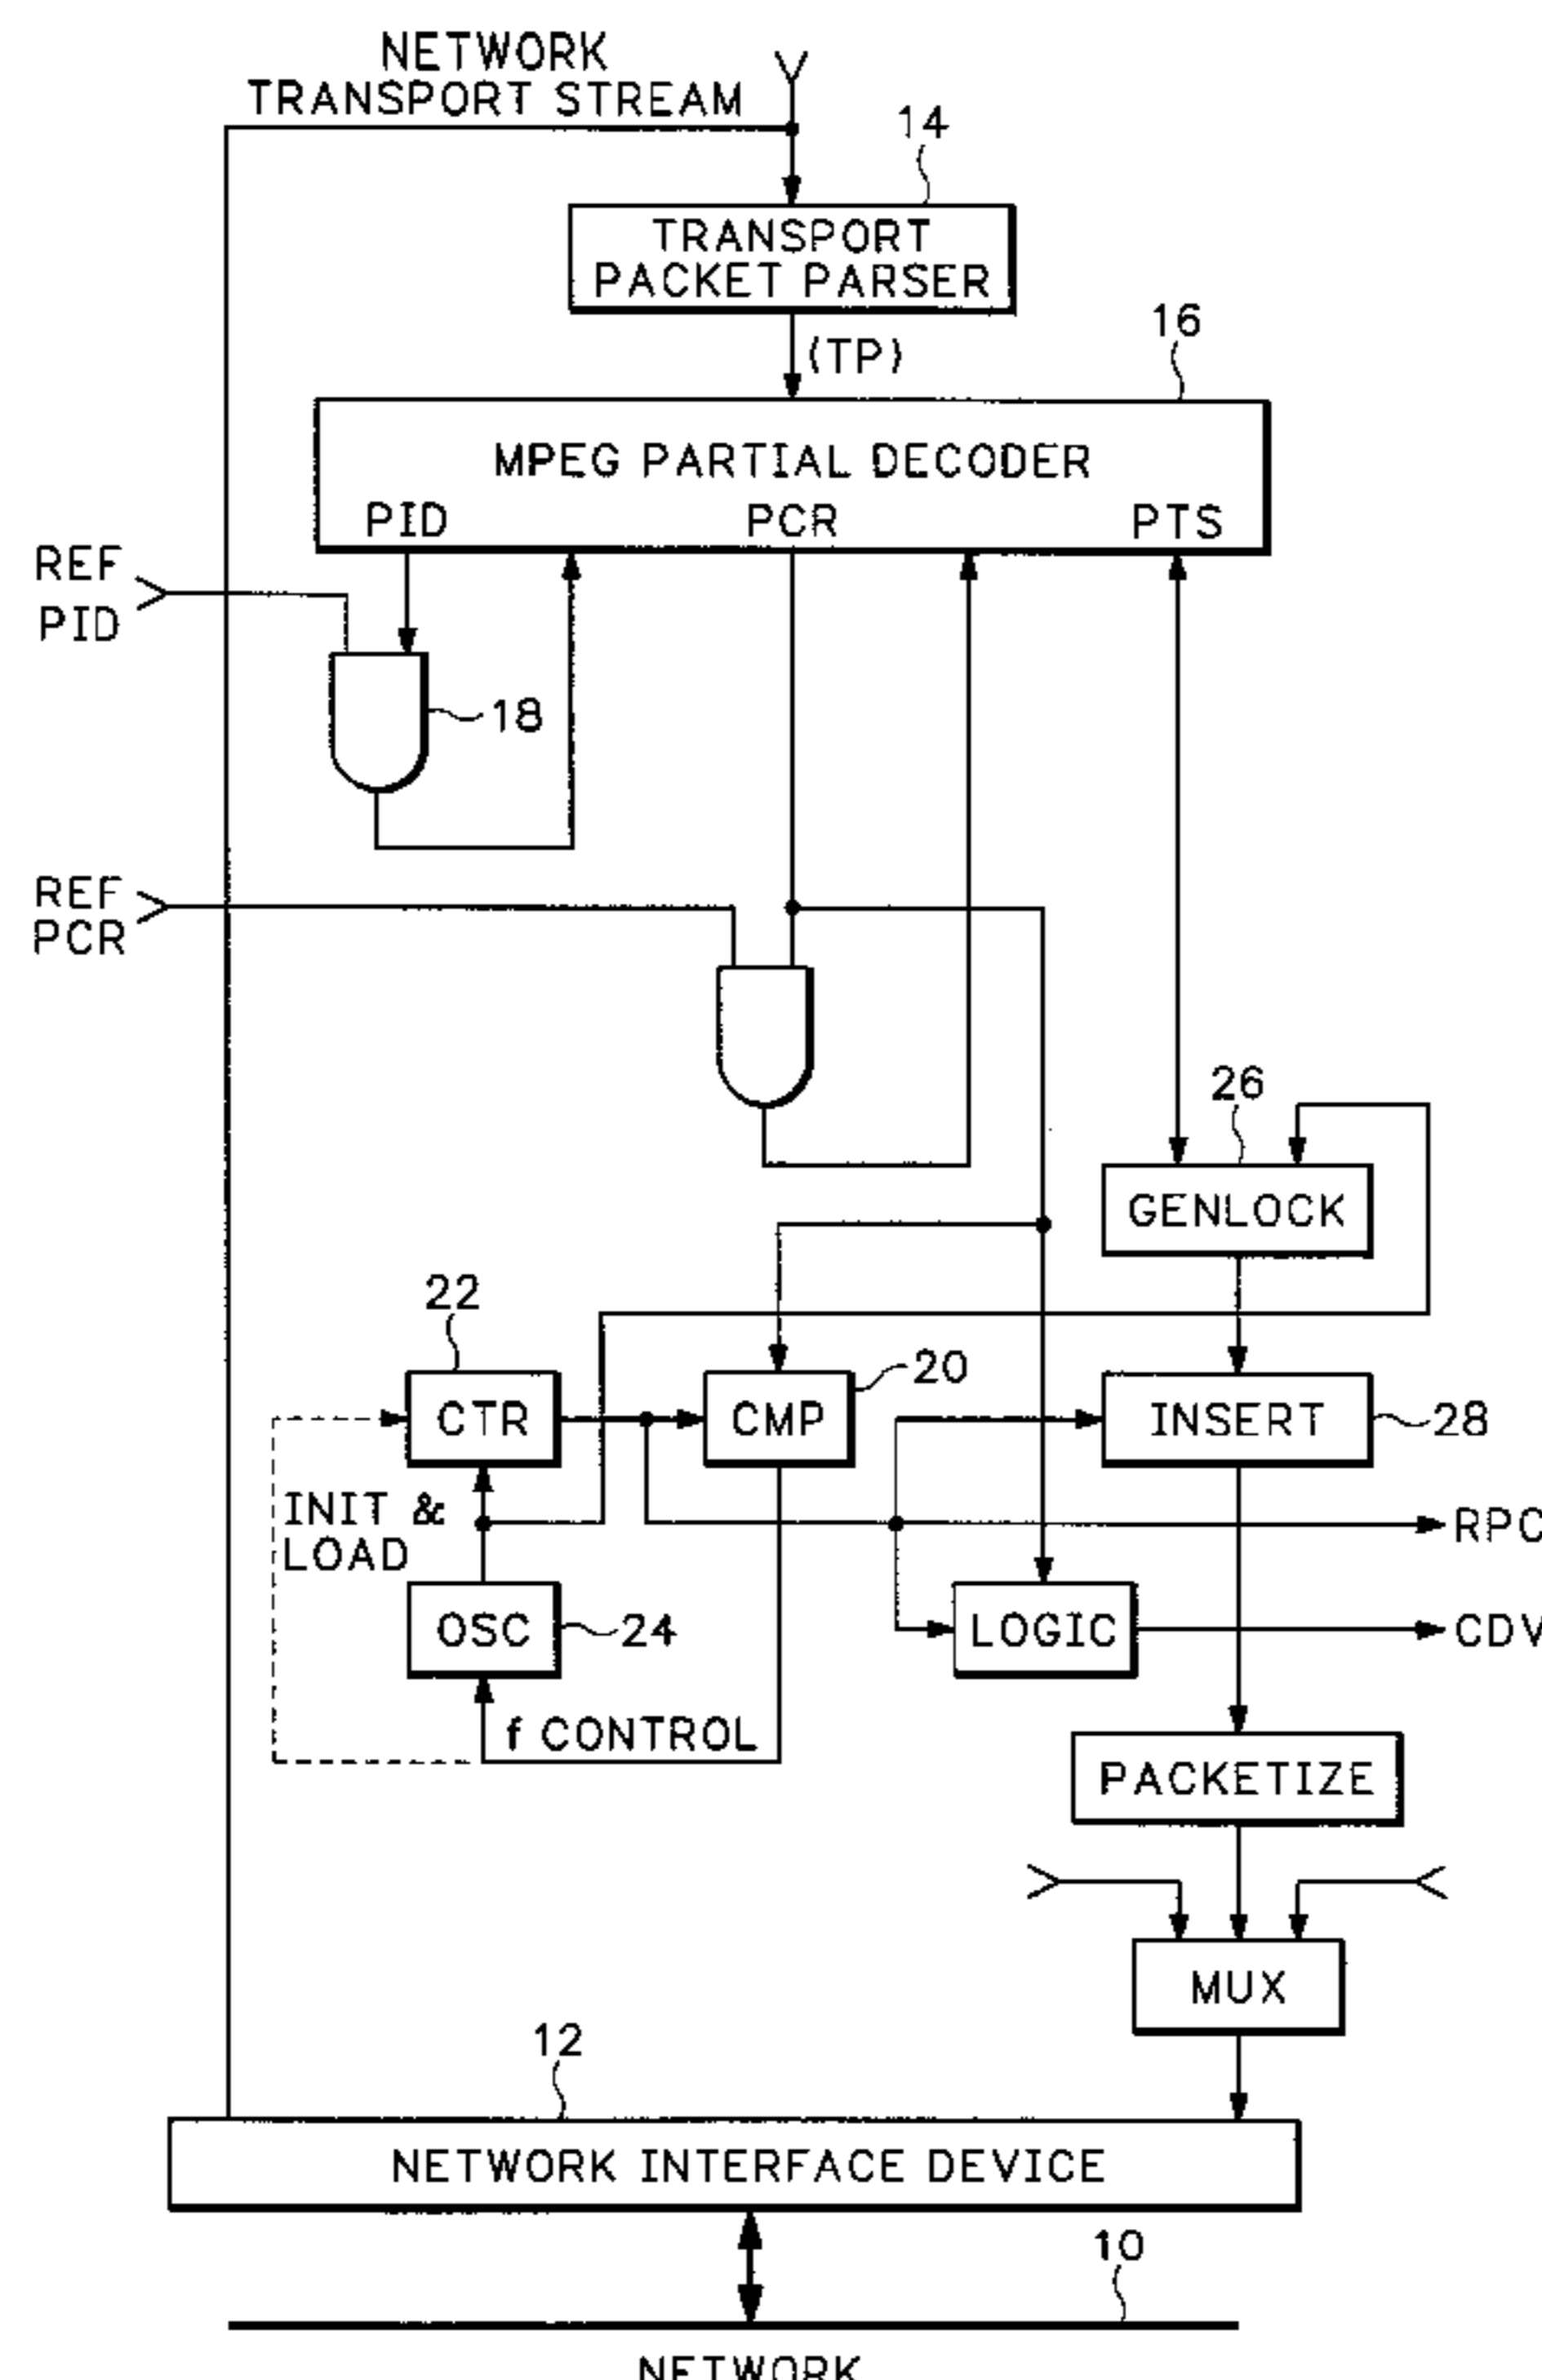 NETWORK
TRANSPORT STREAM
14
TRANSPORT
PACKET PARSER
(TP)
16
MPEG PARTIAL DECODER
PID
PCR
PTS
REF
PID
18
REF
PCR
26
GENLOCK
22
CTR
CMP
20
INSERT
28
INIT &
LOAD
RPC
OSC
24
LOGIC
CDV
f CONTROL
PACKETIZE
MUX
12
NETWORK INTERFACE DEVICE
10
NETWORK